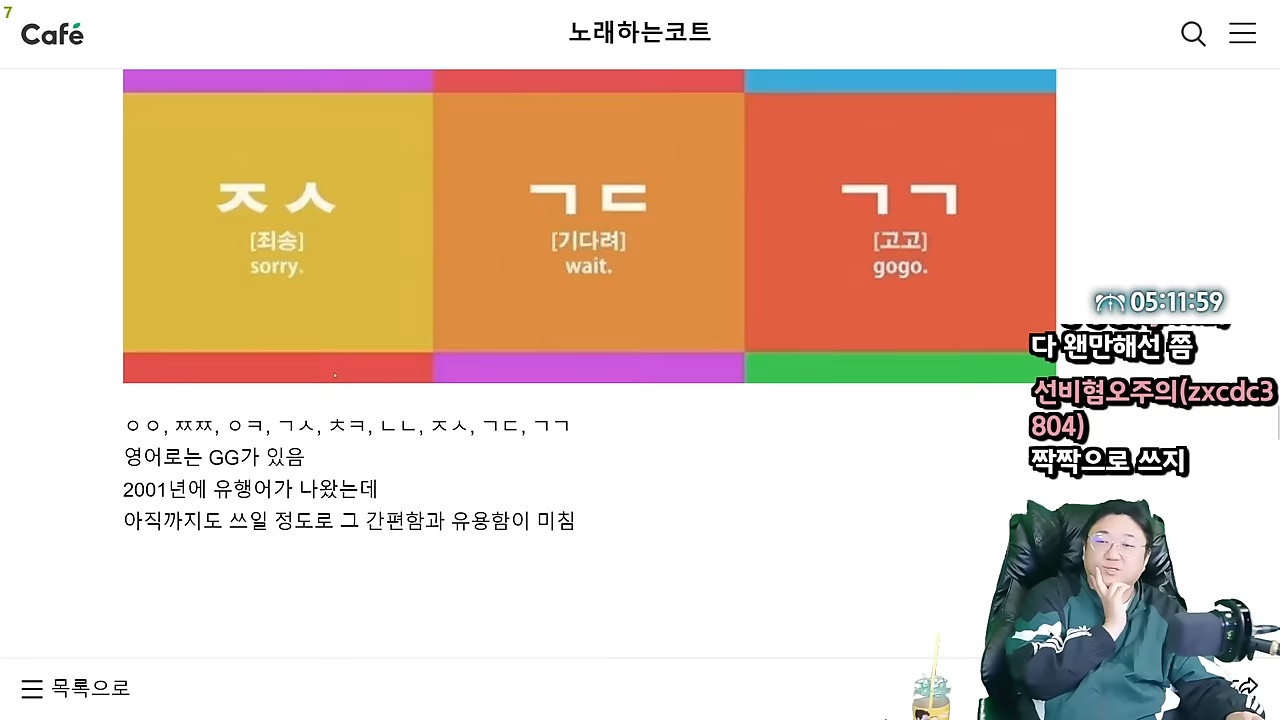 7
Café
노래하는코트
ㅈㅅ
[죄송]
sorry.
ㄱㄷ
[기다려]
wait.
ㄱㄱ
[고고]
gogo.
ㅇㅇ, ㅉㅉ, ㅇㅋ, ㄱㅅ, ㅊㅋ, ㄴㄴ, ㅈㅅ, ㄱㄷ, ㄱㄱ
영어로는 GG가 있음
2001년에 유행어가 나왔는데
아직까지도 쓰일 정도로 그 간편함과 유용함이 미침
05:11:59
다 왠만해선 쯤
선비혐오주의(zxcdc3
804)
짝짝으로 쓰지
목록으로